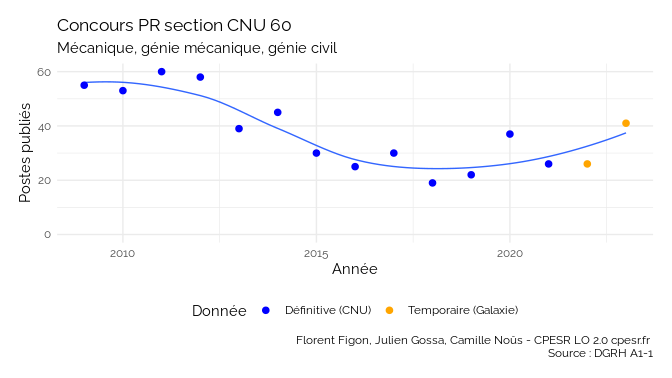 Concours PR section CNU 60
Mécanique, génie mécanique, génie civil
Postes publiés
60
40
20
0
2010
2015
2020
Année
Donnée
Définitive (CNU)
Temporaire (Galaxie)
Florent Figon, Julien Gossa, Camille Noûs - CPESR LO 2.0 cpesr.fr
Source : DGRH A1-1